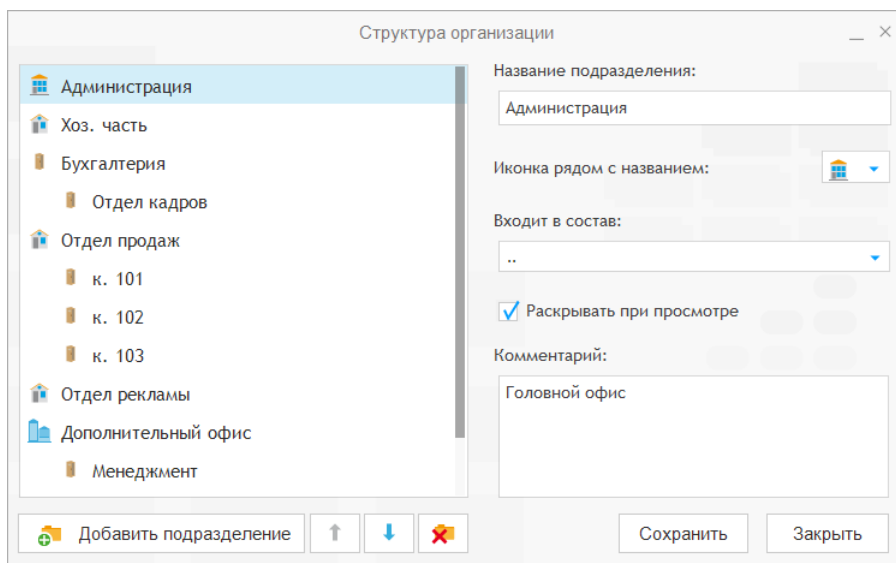 Структура организации
Администрация
Хоз. часть
Бухгалтерия
Отдел кадров
Отдел продаж
к. 101
к. 102
к. 103
Отдел рекламы
Дополнительный офис
Менеджмент
Добавить подразделение
Название подразделения:
Администрация
Иконка рядом с названием:
Входит в состав:
..
Раскрывать при просмотре
Комментарий:
Головной офис
Сохранить
Закрыть